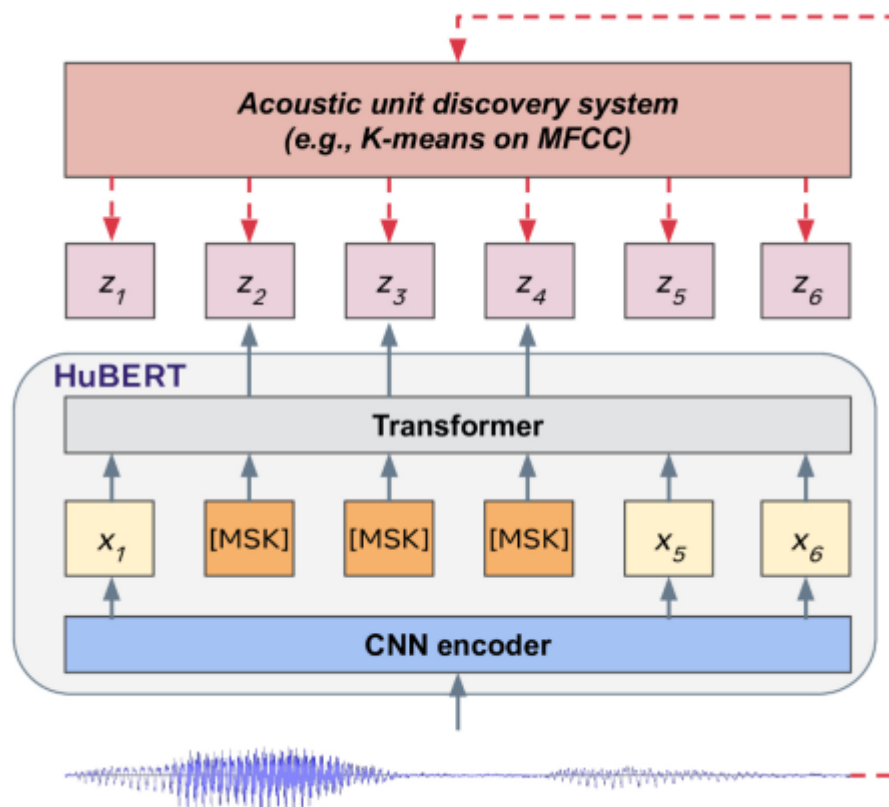 Acoustic unit discovery system
(e.g., K-means on MFCC)
z1 z2 z3 z4 z5 z6
HuBERT
Transformer
x1 [MSK] [MSK] [MSK] x5 x6
CNN encoder